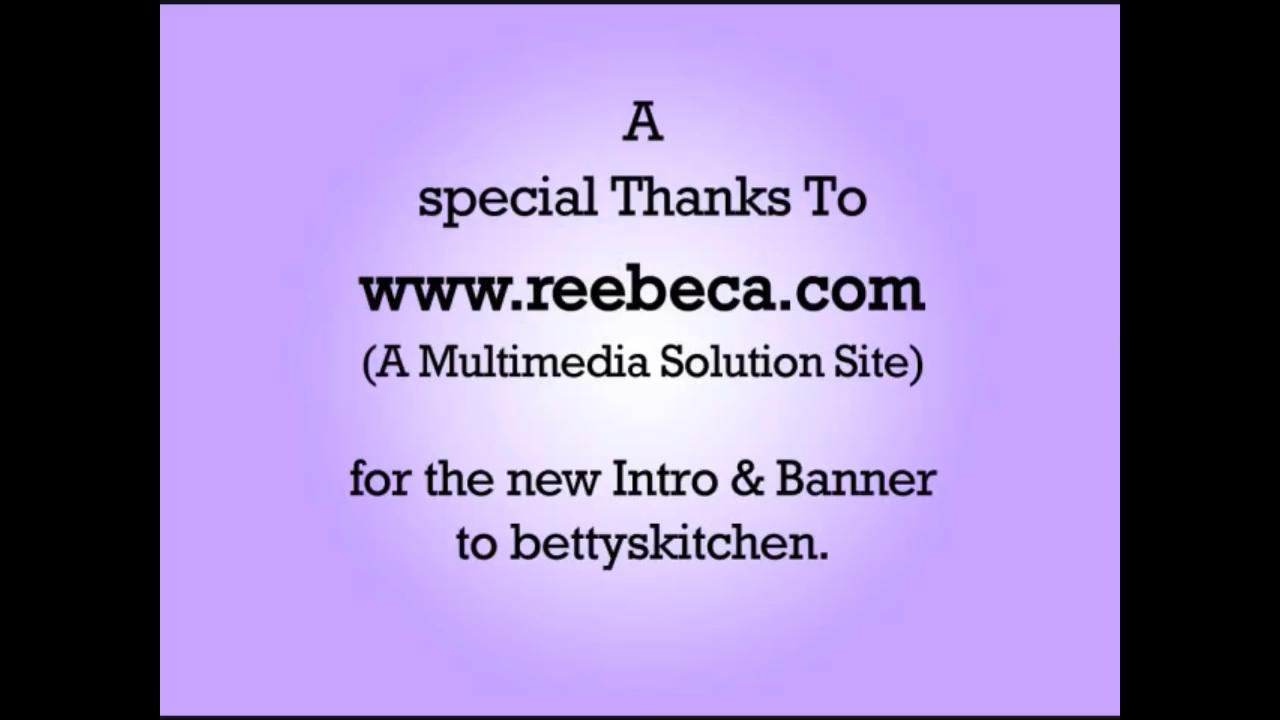 A
special Thanks To
www.reebeca.com
(A Multimedia Solution Site)
for the new Intro & Banner
to bettyskitchen.